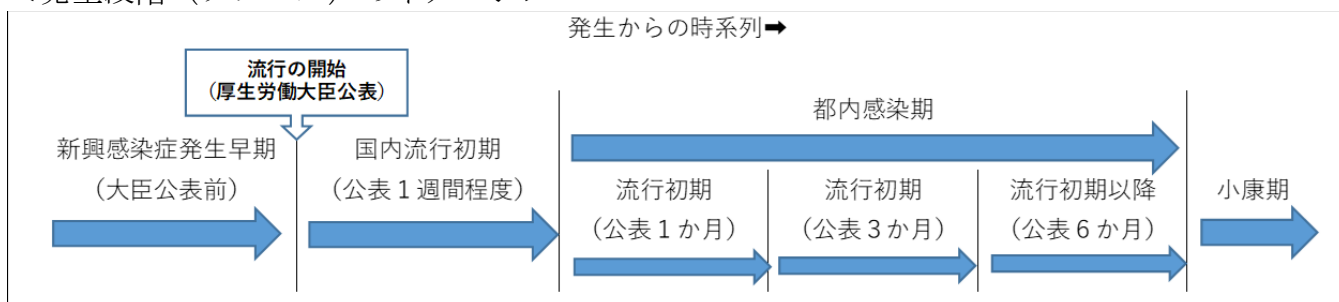 発生からの時系列➡
流行の開始
（厚生労働大臣公表）
都内感染期
新興感染症発生早期
（大臣公表前）
国内流行初期
（公表１週間程度）
流行初期
（公表１か月）
流行初期
（公表３か月）
流行初期以降
（公表６か月）
小康期